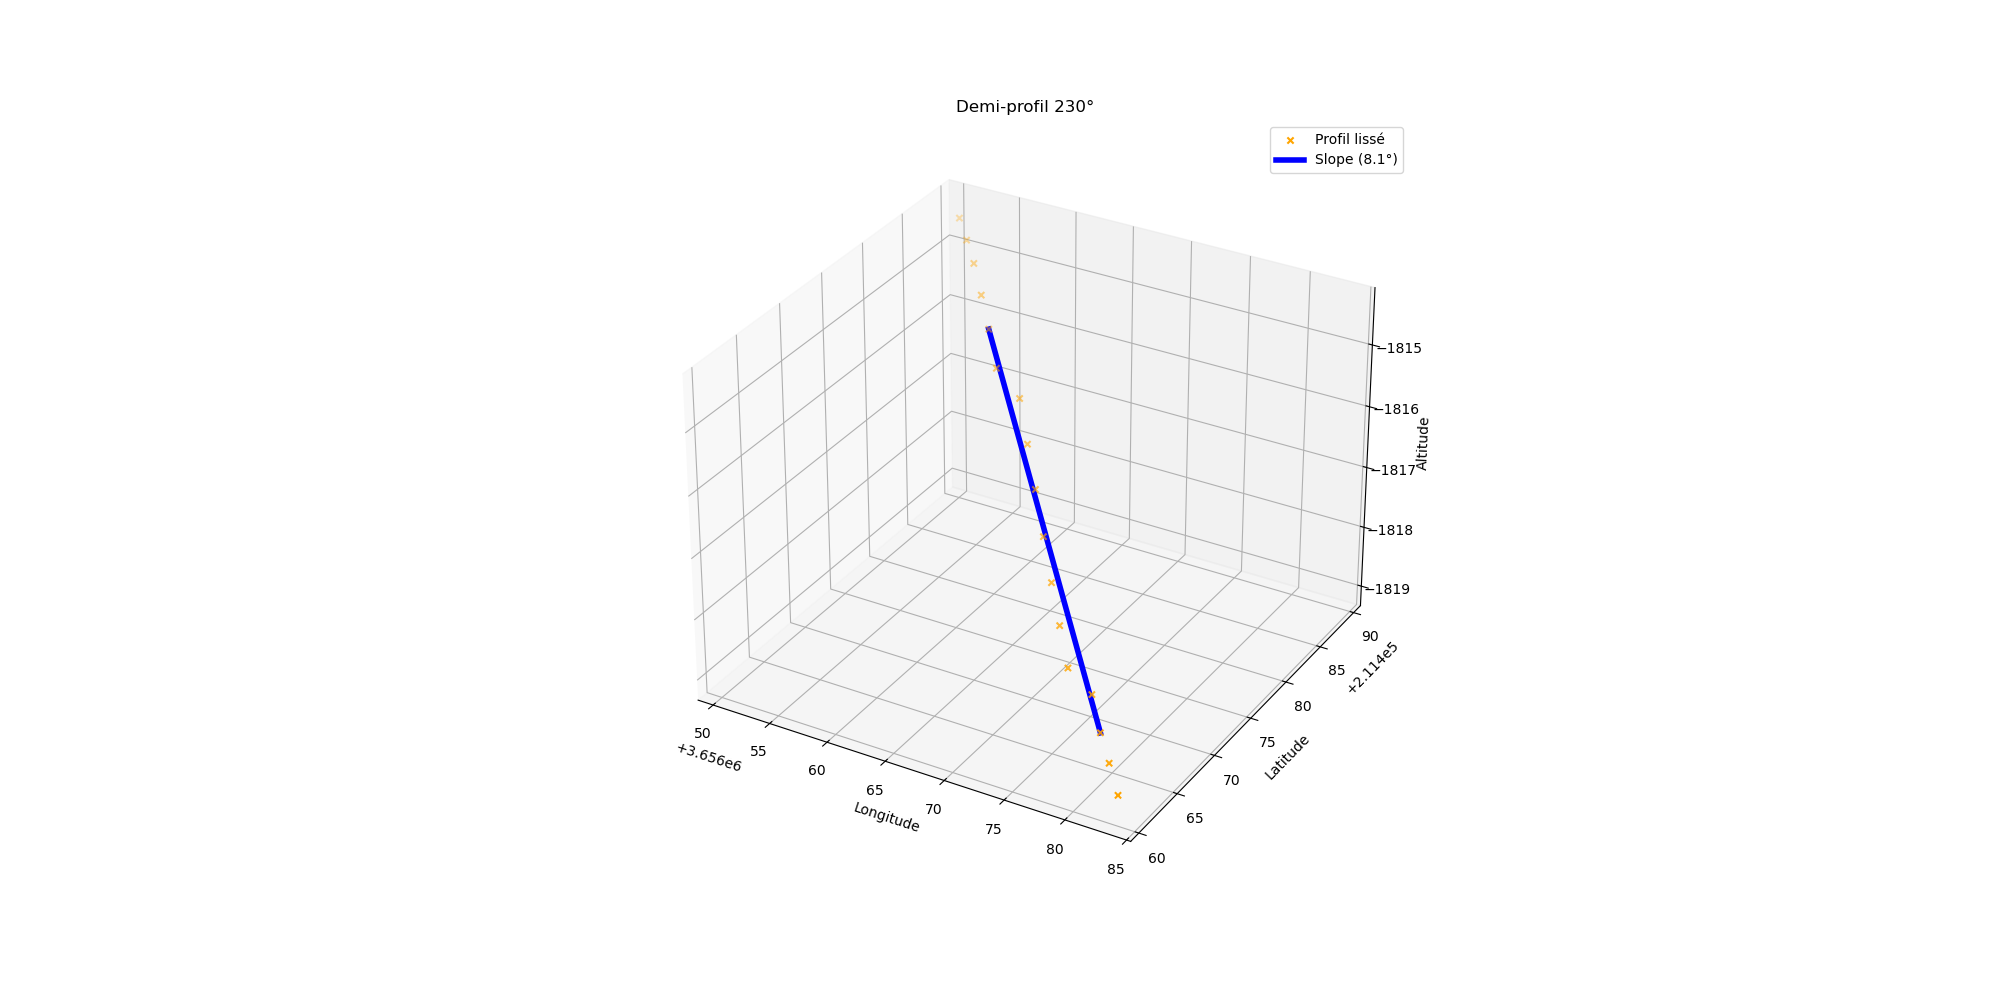 Demi-profil 230°
Profil lissé
Slope (8.1°)
−1815
−1816
−1817
−1818
−1819
Altitude
90
85
80
75
70
65
60
+2.114e5
Latitude
50
55
60
65
70
75
80
85
+3.656e6
Longitude